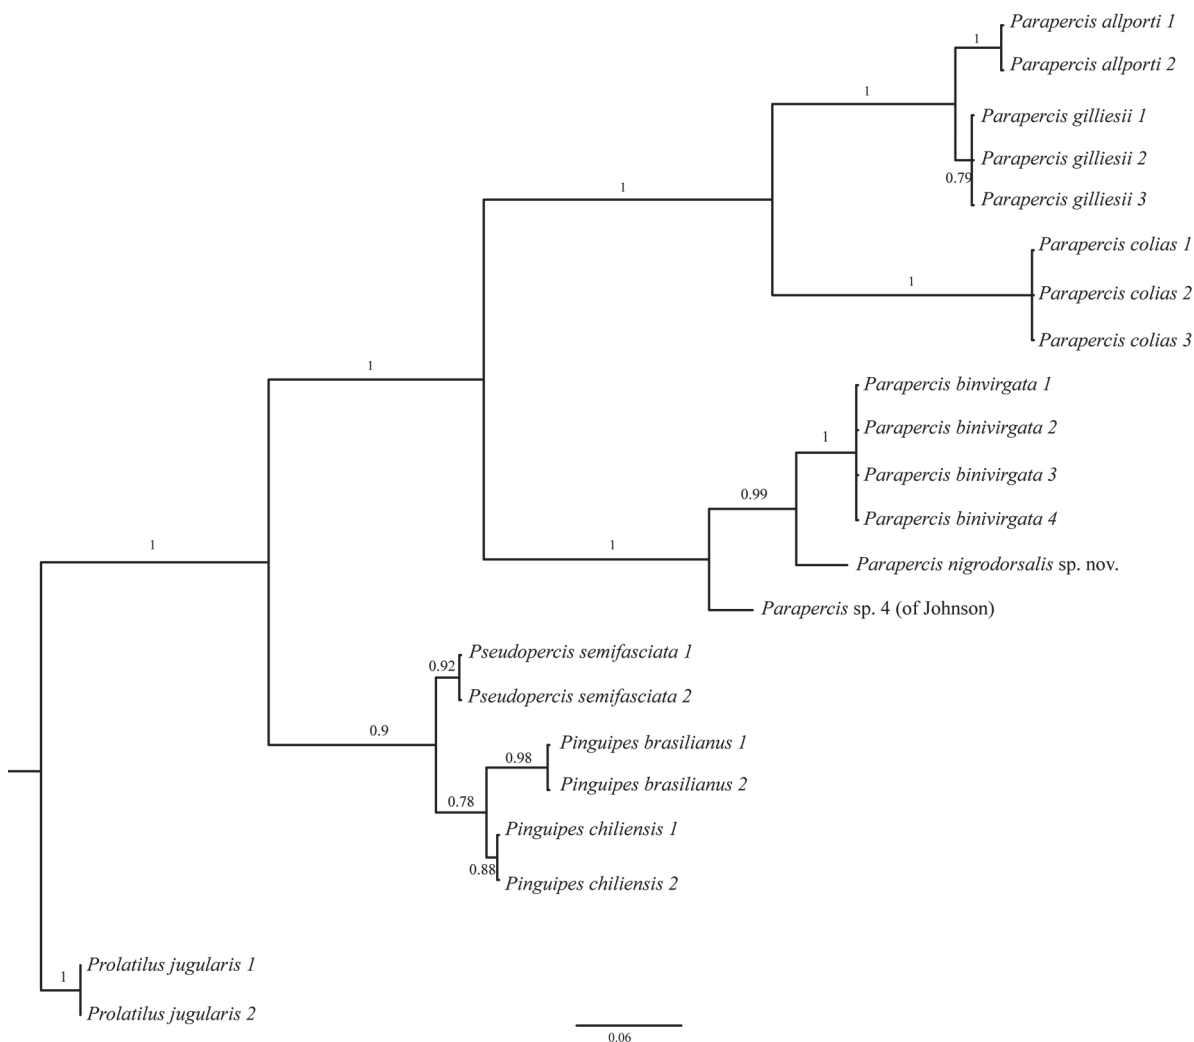 Parapercis allporti 1
1
Parapercis allporti 2
1
Parapercis gilliesii 1
Parapercis gilliesii 2
0.79
1
Parapercis gilliesii 3
Parapercis colias 1
1
Parapercis colias 2
Parapercis colias 3
1
Parapercis binvirgata 1
Parapercis binivirgata 2
1
Parapercis binivirgata 3
0.99
Parapercis binivirgata 4
1
1
Parapercis nigrodorsalis sp. nov.
Parapercis sp. 4 (of Johnson)
Pseudopercis semifasciata 1
0.92
Pseudopercis semifasciata 2
0.9
Pinguipes brasilianus 1
0.98
Pinguipes brasilianus 2
0.78
Pinguipes chiliensis 1
0.88
Pinguipes chiliensis 2
Prolatilus jugularis 1
1
Prolatilus jugularis 2
0.06